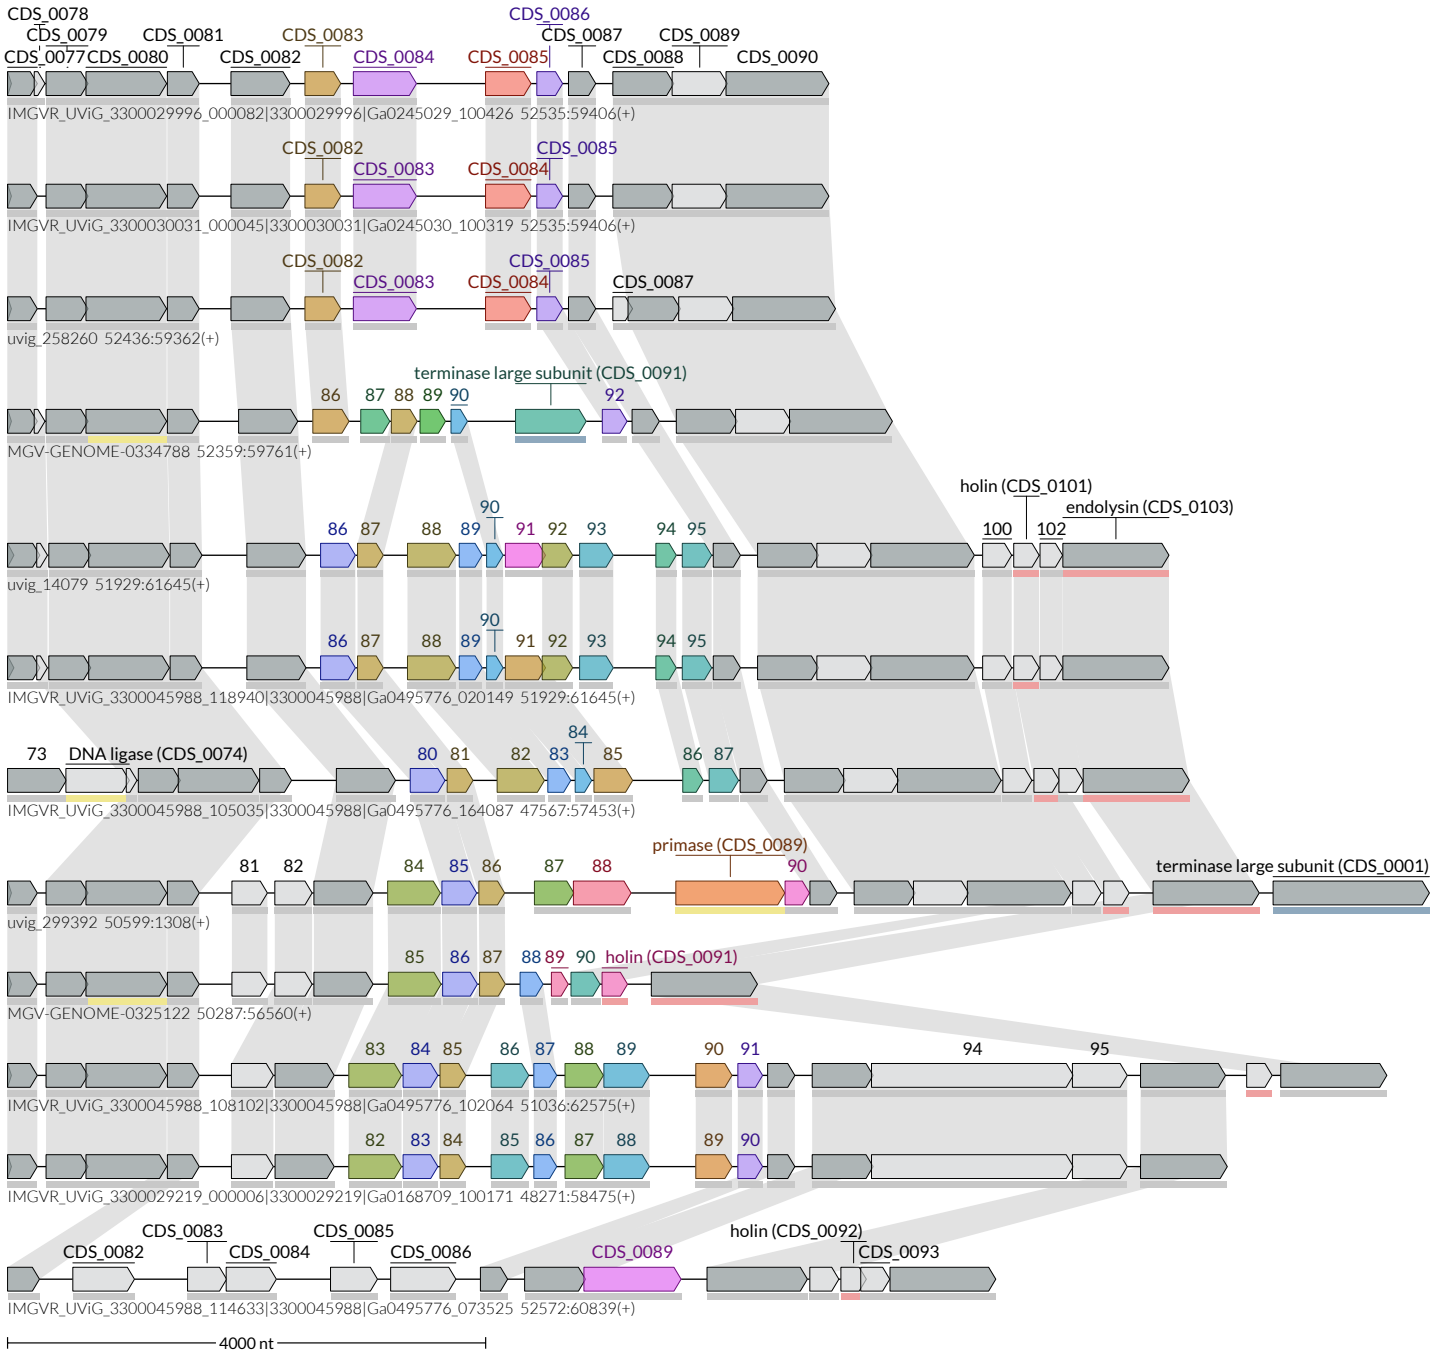 CDS_0078 CDS_0086
CDS_0079 CDS_0081 CDS_0083 CDS_0087 CDS_0089
CDS_0077 CDS_0080 CDS_0082 CDS_0084 CDS_0085 CDS_0088 CDS_0090
IMGVR_UViG_3300029996_000082|3300029996|Ga0245029_100426 52535:59406(+)
CDS_0082 CDS_0085
CDS_0083 CDS_0084
IMGVR_UViG_3300030031_000045|3300030031|Ga0245030_100319 52535:59406(+)
CDS_0082 CDS_0085
CDS_0083 CDS_0084 CDS_0087
uvig_258260 52436:59362(+)
terminase large subunit (CDS_0091)
86 87 88 89 90 92
MGV-GENOME-0334788 52359:59761(+)
holin (CDS_0101)
90 endolysin (CDS_0103)
86 87 88 89 91 92 93 94 95 100 102
uvig_14079 51929:61645(+)
90
86 87 88 89 91 92 93 94 95
IMGVR_UViG_3300045988_118940|3300045988|Ga0495776_020149 51929:61645(+)
84
73 DNA ligase (CDS_0074) 80 81 82 83 85 86 87
IMGVR_UViG_3300045988_105035|3300045988|Ga0495776_164087 47567:57453(+)
primase (CDS_0089)
81 82 84 85 86 87 88 90 terminase large subunit (CDS_0001)
uvig_299392 50599:1308(+)
85 86 87 88 89 90 holin (CDS_0091)
MGV-GENOME-0325122 50287:56560(+)
83 84 85 86 87 88 89 90 91 94 95
IMGVR_UViG_3300045988_108102|3300045988|Ga0495776_102064 51036:62575(+)
82 83 84 85 86 87 88 89 90
IMGVR_UViG_3300029219_000006|3300029219|Ga0168709_100171 48271:58475(+)
CDS_0083 CDS_0085 holin (CDS_0092)
CDS_0082 CDS_0084 CDS_0086 CDS_0089 CDS_0093
IMGVR_UViG_3300045988_114633|3300045988|Ga0495776_073525 52572:60839(+)
4000 nt